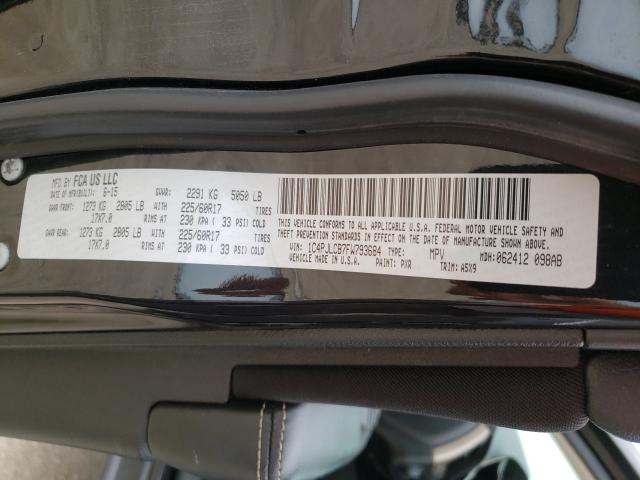 MFD BY FCA US LLC
DATE OF MFR(BUILT): 6-15 GVWR: 2291 KG 5050 LB
GAWR FRONT: 1273 KG 2805 LB WITH 225/60R17 TIRES
17X7.0 RIMS AT 230 KPA ( 33 PSI) COLD
GAWR REAR: 1273 KG 2805 LB WITH 225/60R17 TIRES
17X7.0 RIMS AT 230 KPA ( 33 PSI) COLD
THIS VEHICLE CONFORMS TO ALL APPLICABLE U.S.A. FEDERAL MOTOR VEHICLE SAFETY AND
THEFT PREVENTION STANDARDS IN EFFECT ON THE DATE OF MANUFACTURE SHOWN ABOVE.
VIN: 1C4PJLCB7FW793684 TYPE: MPV MDH: 062412 098AB
VEHICLE MADE IN U.S.A. PAINT: PXR TRIM: A5X9